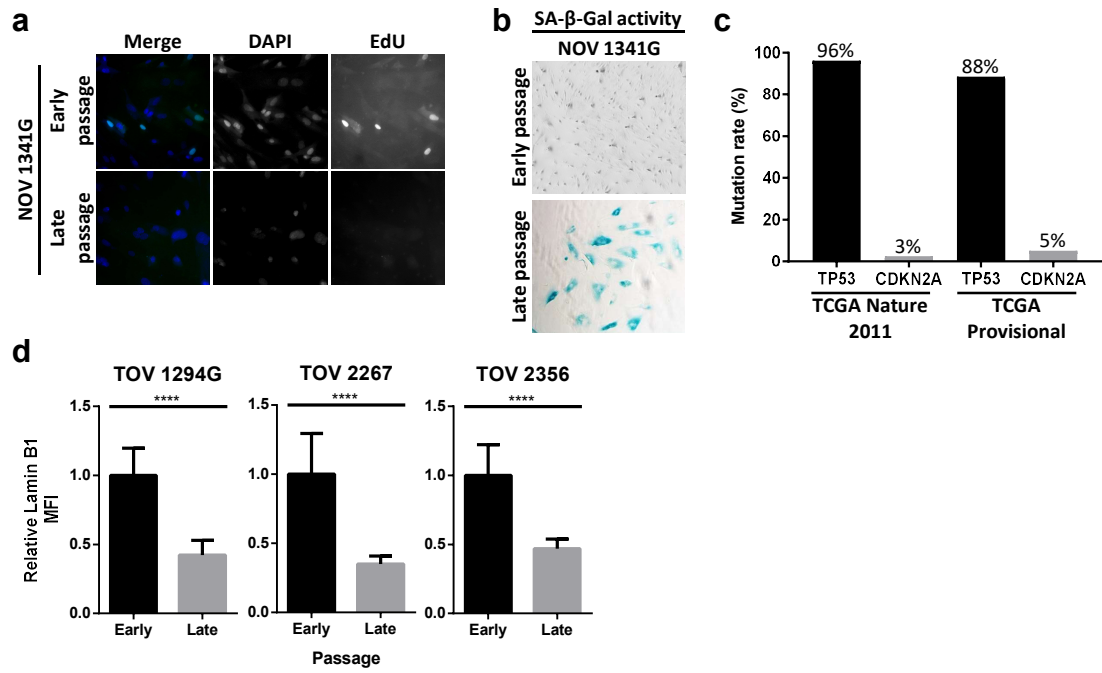 a
Merge DAPI EdU
NOV 1341G
Early
passage
Late
passage
b
SA-β-Gal activity
NOV 1341G
Early passage
Late passage
c
Mutation rate (%)
100
80
60
40
20
0
96%
3%
88%
5%
TP53 CDKN2A TP53 CDKN2A
TCGA Nature
2011
TCGA
Provisional
d
Relative Lamin B1
MFI
TOV 1294G
****
1.5
1.0
0.5
0.0
Early Late
TOV 2267
****
1.5
1.0
0.5
0.0
Early Late
TOV 2356
****
1.5
1.0
0.5
0.0
Early Late
Passage